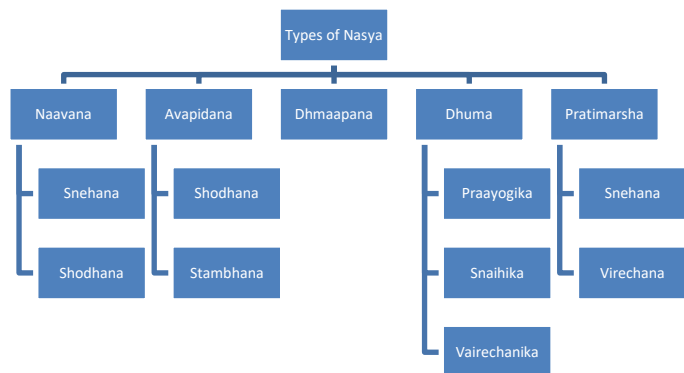 Types of Nasya
Naavana
Avapidana
Dhmaapana
Dhuma
Pratimarsha
Snehana
Shodhana
Praayogika
Snehana
Shodhana
Stambhana
Snaihika
Virechana
Vairechanika